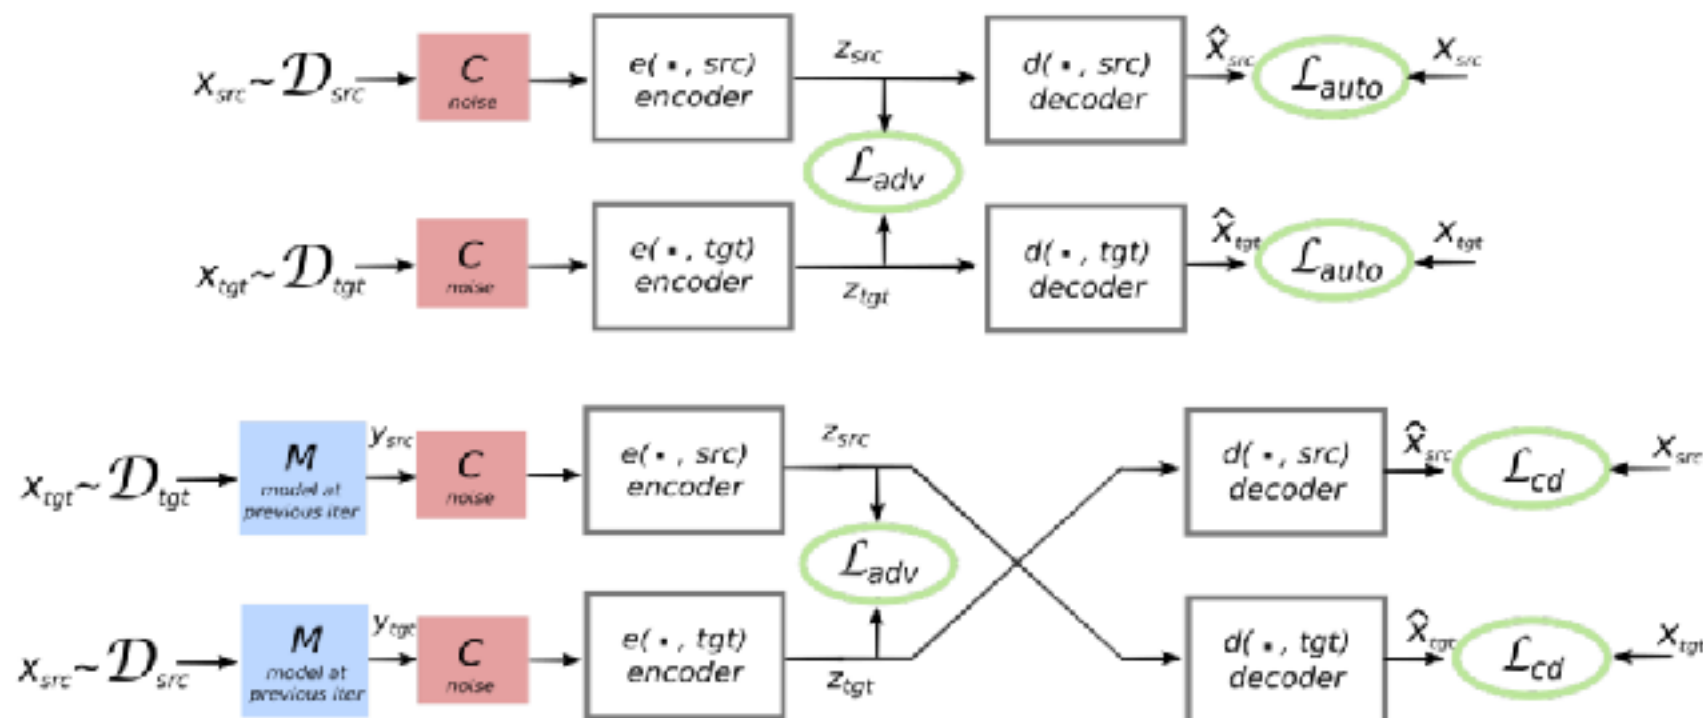 x_src ~ D_src
C
noise
e( • , src)
encoder
z_src
d( • , src)
decoder
x̂_src
L_auto
x_src
L_adv
x_tgt ~ D_tgt
C
noise
e( • , tgt)
encoder
z_tgt
d( • , tgt)
decoder
x̂_tgt
L_auto
x_tgt
x_tgt ~ D_tgt
M
model at
previous iter
y_src
C
noise
e( • , src)
encoder
z_src
d( • , src)
decoder
x̂_src
L_cd
x_src
L_adv
x_src ~ D_src
M
model at
previous iter
y_tgt
C
noise
e( • , tgt)
encoder
z_tgt
d( • , tgt)
decoder
x̂_tgt
L_cd
x_tgt